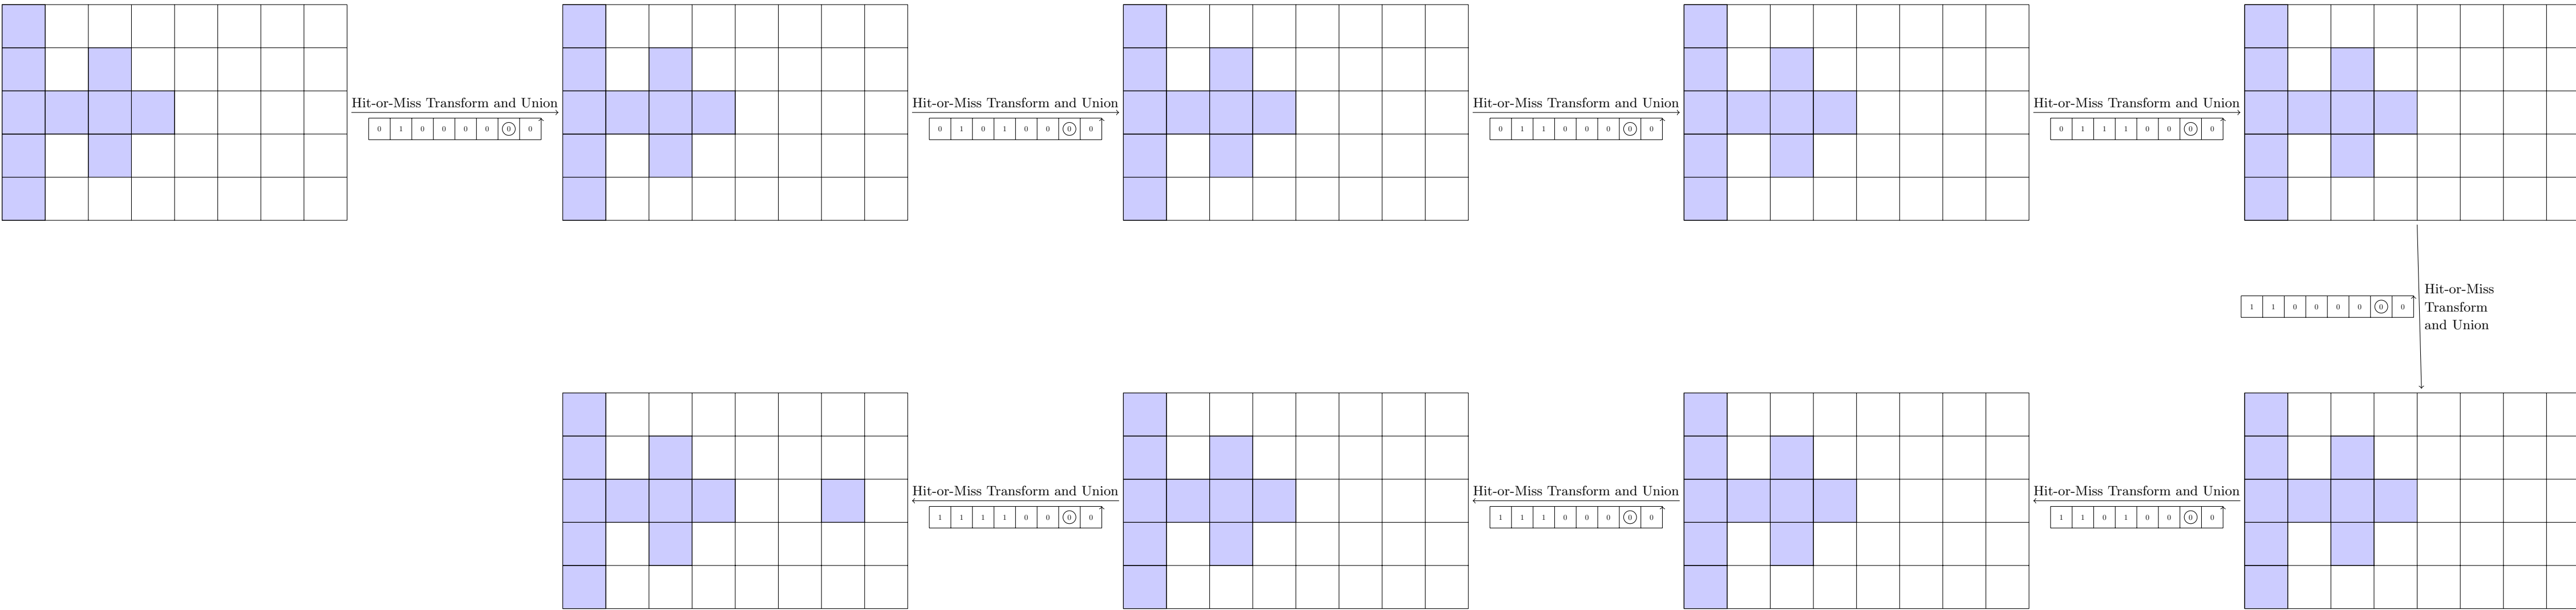 Hit-or-Miss Transform and Union
0 1 0 0 0 0 0 0
Hit-or-Miss Transform and Union
0 1 0 1 0 0 0 0
Hit-or-Miss Transform and Union
0 1 1 0 0 0 0 0
Hit-or-Miss Transform and Union
0 1 1 1 0 0 0 0
1 1 0 0 0 0 0 0
Hit-or-Miss
Transform
and Union
Hit-or-Miss Transform and Union
1 1 1 1 0 0 0 0
Hit-or-Miss Transform and Union
1 1 1 0 0 0 0 0
Hit-or-Miss Transform and Union
1 1 0 1 0 0 0 0